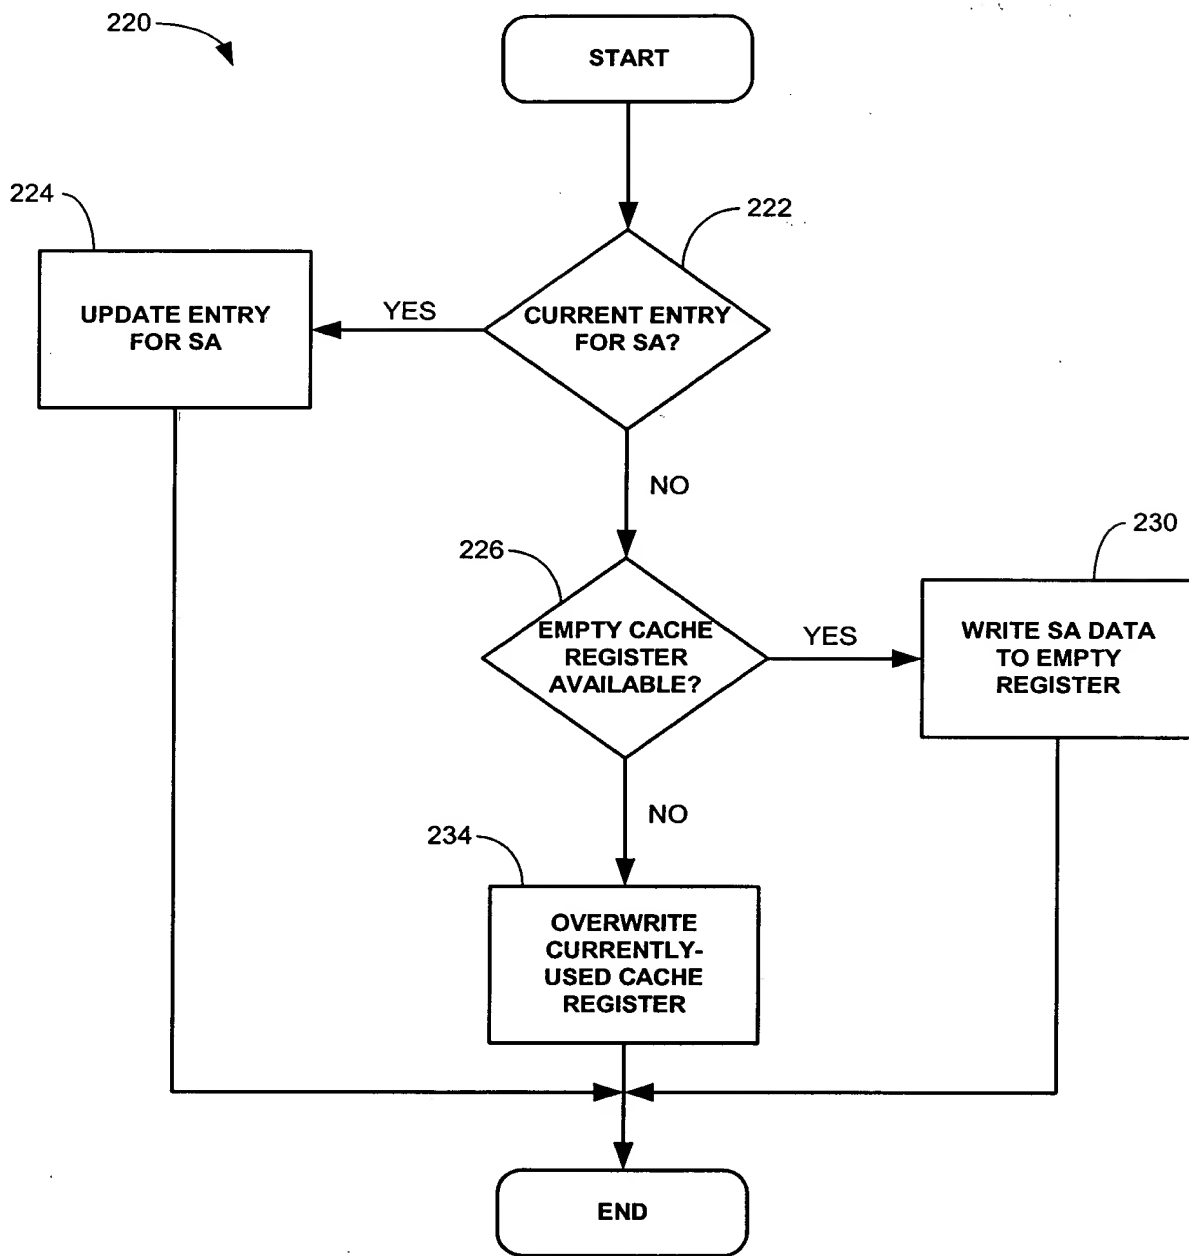 220
START
224
222
UPDATE ENTRY
FOR SA
YES
CURRENT ENTRY
FOR SA?
NO
226
230
EMPTY CACHE
REGISTER
AVAILABLE?
YES
WRITE SA DATA
TO EMPTY
REGISTER
NO
234
OVERWRITE
CURRENTLY-
USED CACHE
REGISTER
END